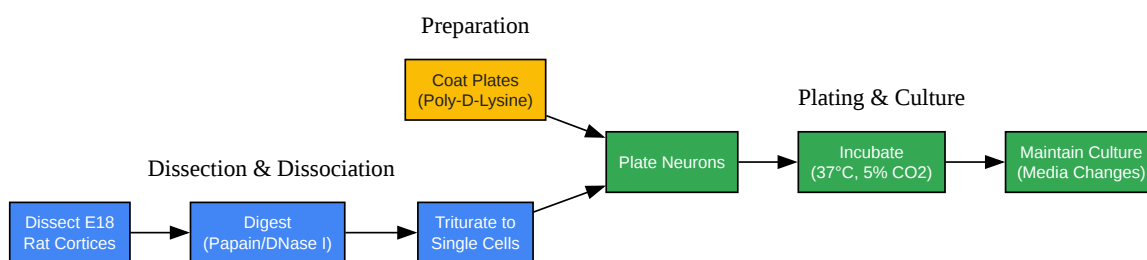 Preparation
Coat Plates
(Poly-D-Lysine)
Plating & Culture
Plate Neurons
Incubate
(37°C, 5% CO2)
Maintain Culture
(Media Changes)
Dissection & Dissociation
Dissect E18
Rat Cortices
Digest
(Papain/DNase I)
Triturate to
Single Cells